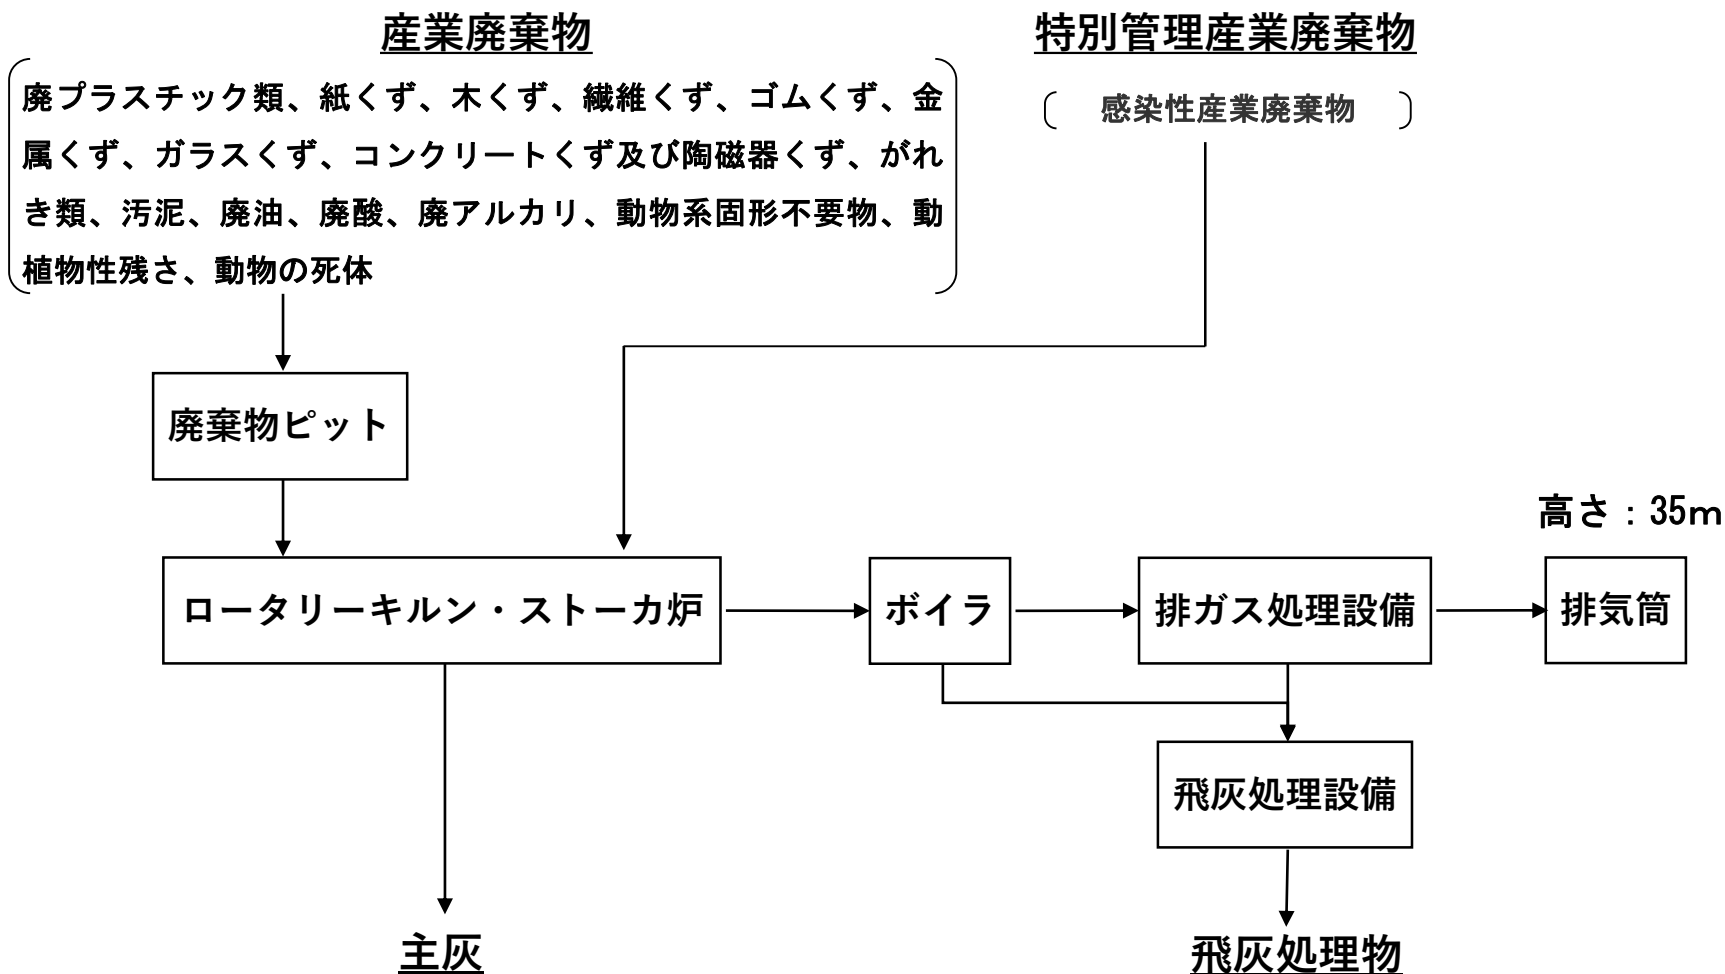 産業廃棄物
特別管理産業廃棄物
廃プラスチック類、紙くず、木くず、繊維くず、ゴムくず、金
属くず、ガラスくず、コンクリートくず及び陶磁器くず、がれ
き類、汚泥、廃油、廃酸、廃アルカリ、動物系固形不要物、動
植物性残さ、動物の死体
感染性産業廃棄物
廃棄物ピット
高さ：35ｍ
ロータリーキルン・ストーカ炉
ボイラ
排ガス処理設備
排気筒
飛灰処理設備
主灰
飛灰処理物